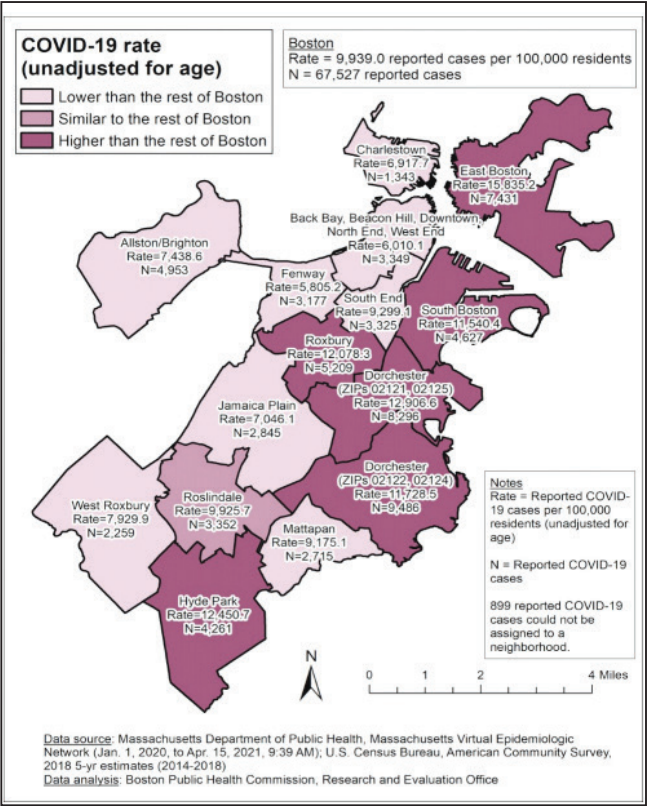 COVID-19 rate
(unadjusted for age)
Lower than the rest of Boston
Similar to the rest of Boston
Higher than the rest of Boston
Boston
Rate = 9,939.0 reported cases per 100,000 residents
N = 67,527 reported cases
Charlestown
Rate=6,917.7
N=1,343
East Boston
Rate=15,835.2
N=7,431
Back Bay, Beacon Hill, Downtown,
North End, West End
Rate=6,010.1
N=3,349
Allston/Brighton
Rate=7,438.6
N=4,953
Fenway
Rate=5,805.2
N=3,177
South End
Rate=9,299.1
N=3,325
South Boston
Rate=11,540.4
N=4,627
Roxbury
Rate=12,078.3
N=5,209
Dorchester
(ZIPs 02121, 02125)
Rate=12,906.6
N=8,296
Jamaica Plain
Rate=7,046.1
N=2,845
Dorchester
(ZIPs 02122, 02124)
Rate=11,728.5
N=9,486
West Roxbury
Rate=7,929.9
N=2,259
Roslindale
Rate=9,925.7
N=3,352
Mattapan
Rate=9,175.1
N=2,715
Hyde Park
Rate=12,450.7
N=4,261
Notes
Rate = Reported COVID-
19 cases per 100,000
residents (unadjusted for
age)
N = Reported COVID-19
cases
899 reported COVID-19
cases could not be
assigned to a
neighborhood.
N
0 1 2 4 Miles
Data source: Massachusetts Department of Public Health, Massachusetts Virtual Epidemiologic
Network (Jan. 1, 2020, to Apr. 15, 2021, 9:39 AM); U.S. Census Bureau, American Community Survey,
2018 5-yr estimates (2014-2018)
Data analysis: Boston Public Health Commission, Research and Evaluation Office